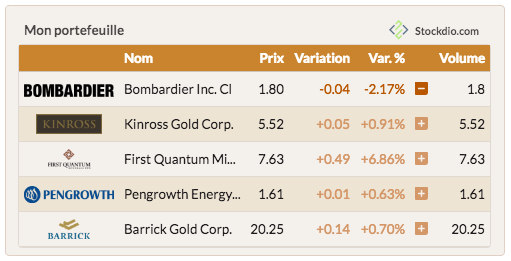 Mon portefeuille
Stockdio.com
Nom Prix Variation Var. % Volume
BOMBARDIER Bombardier Inc. Cl 1.80 -0.04 -2.17% − 1.8
KINROSS Kinross Gold Corp. 5.52 +0.05 +0.91% + 5.52
FIRST QUANTUM MINERALS Mi... 7.63 +0.49 +6.86% + 7.63
PENGROWTH Pengrowth Energy... 1.61 +0.01 +0.63% + 1.61
BARRICK Barrick Gold Corp. 20.25 +0.14 +0.70% + 20.25